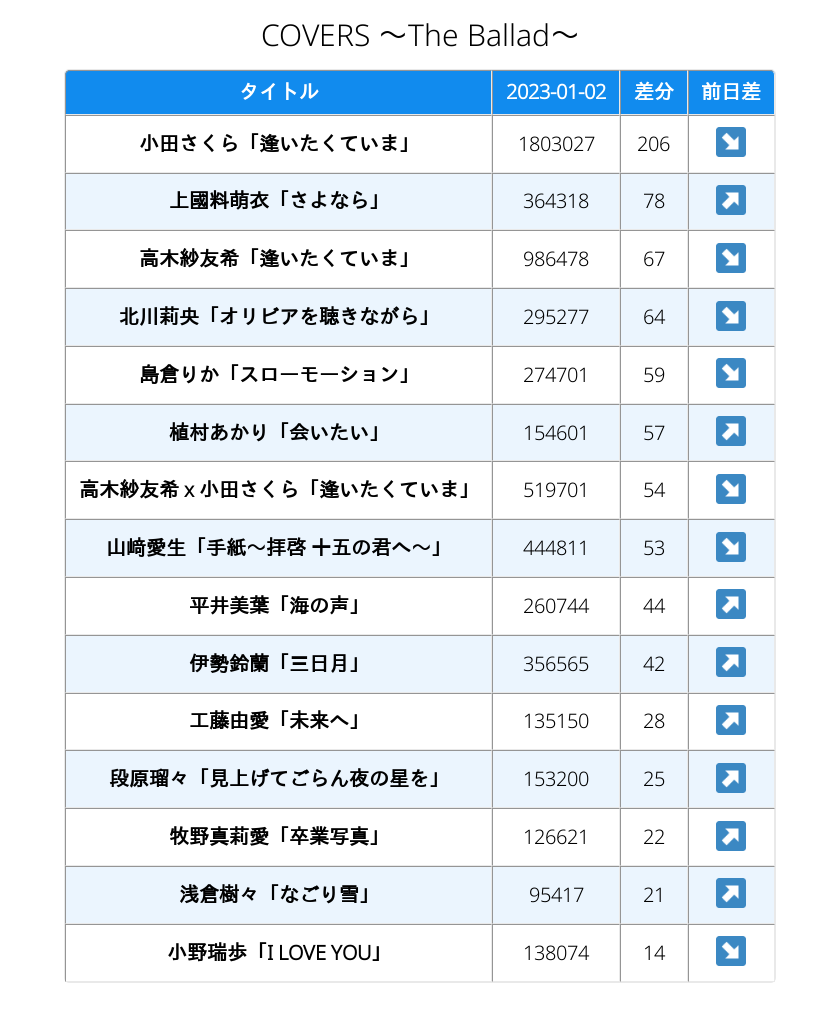 COVERS 〜The Ballad〜
タイトル 2023-01-02 差分 前日差
小田さくら「逢いたくていま」 1803027 206 ↘
上國料萌衣「さよなら」 364318 78 ↗
高木紗友希「逢いたくていま」 986478 67 ↘
北川莉央「オリビアを聴きながら」 295277 64 ↘
島倉りか「スローモーション」 274701 59 ↘
植村あかり「会いたい」 154601 57 ↗
高木紗友希 x 小田さくら「逢いたくていま」 519701 54 ↘
山﨑愛生「手紙〜拝啓 十五の君へ〜」 444811 53 ↘
平井美葉「海の声」 260744 44 ↗
伊勢鈴蘭「三日月」 356565 42 ↗
工藤由愛「未来へ」 135150 28 ↗
段原瑠々「見上げてごらん夜の星を」 153200 25 ↗
牧野真莉愛「卒業写真」 126621 22 ↗
浅倉樹々「なごり雪」 95417 21 ↗
小野瑞歩「I LOVE YOU」 138074 14 ↘